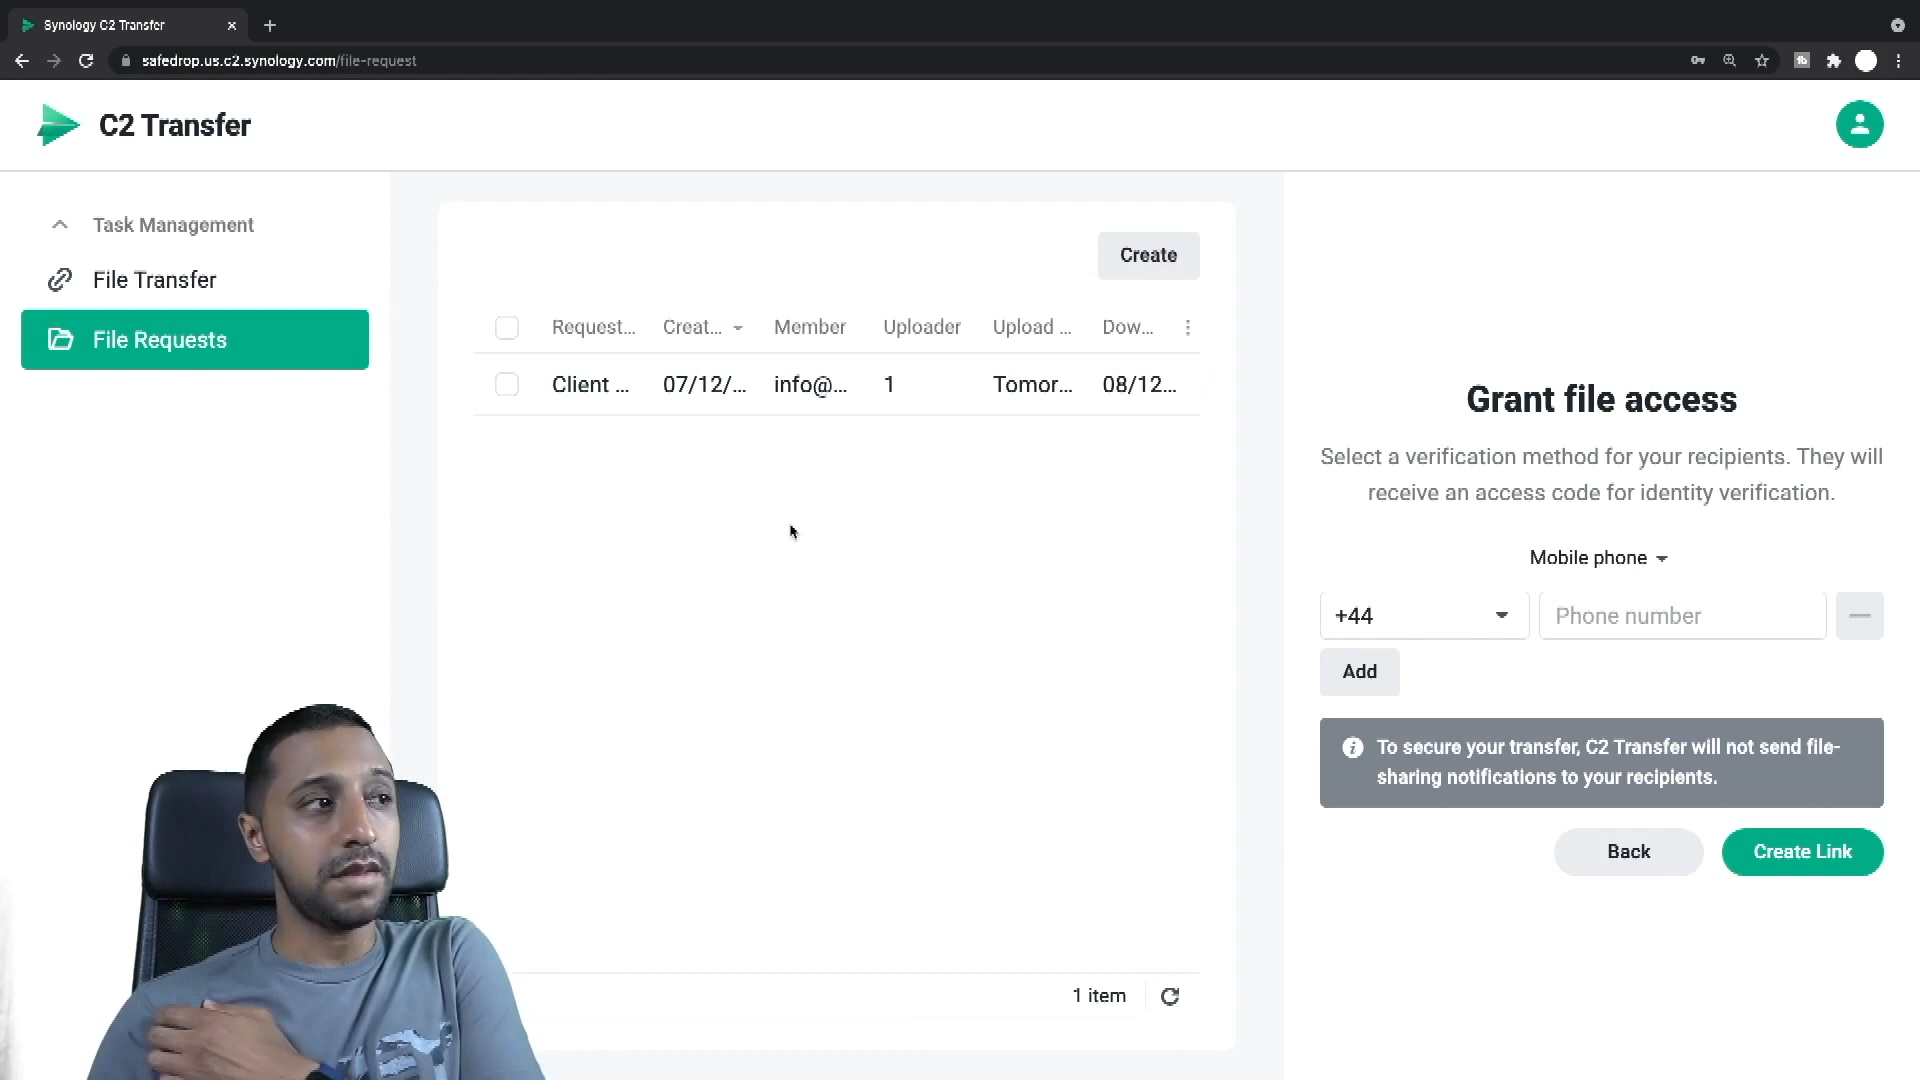 Synology C2 Transfer
safedrop.us.c2.synology.com/file-request
C2 Transfer
Task Management
File Transfer
File Requests
Create
Request... Creat... Member Uploader Upload ... Dow...
Client ... 07/12/... info@... 1 Tomor... 08/12...
1 item
Grant file access
Select a verification method for your recipients. They will
receive an access code for identity verification.
Mobile phone
+44 Phone number
Add
To secure your transfer, C2 Transfer will not send file-
sharing notifications to your recipients.
Back Create Link